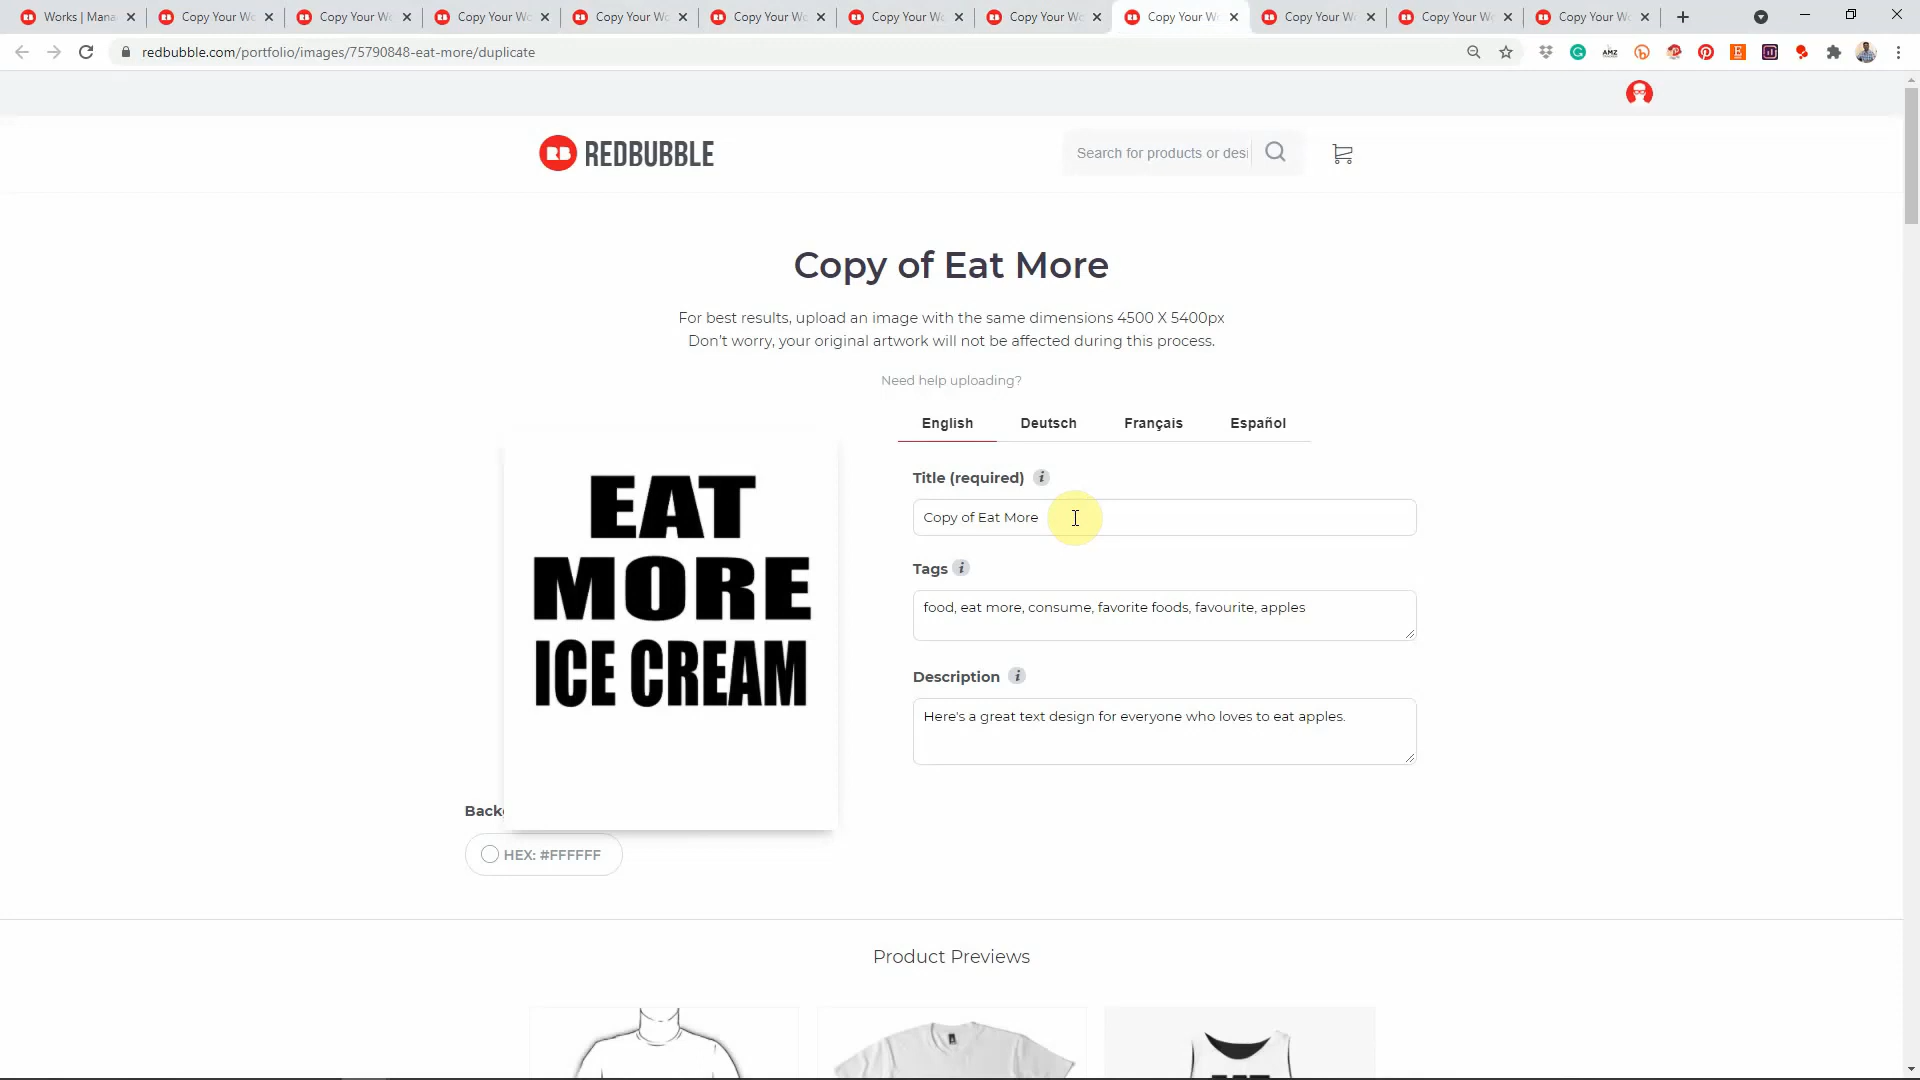 Works | Mana
Copy Your Wo
Copy Your Wo
Copy Your Wo
Copy Your Wo
Copy Your Wo
Copy Your Wo
Copy Your Wo
Copy Your W
Copy Your W
Copy Your W
Copy Your Wo
redbubble.com/portfolio/images/75790848-eat-more/duplicate
AMZ
RB REDBUBBLE
Search for products or desi
Copy of Eat More
For best results, upload an image with the same dimensions 4500 X 5400px
Don't worry, your original artwork will not be affected during this process.
Need help uploading?
English Deutsch Français Español
EAT
MORE
ICE CREAM
Title (required) i
Copy of Eat More
Tags i
food, eat more, consume, favorite foods, favourite, apples
Description i
Here's a great text design for everyone who loves to eat apples.
Back
HEX: #FFFFFF
Product Previews